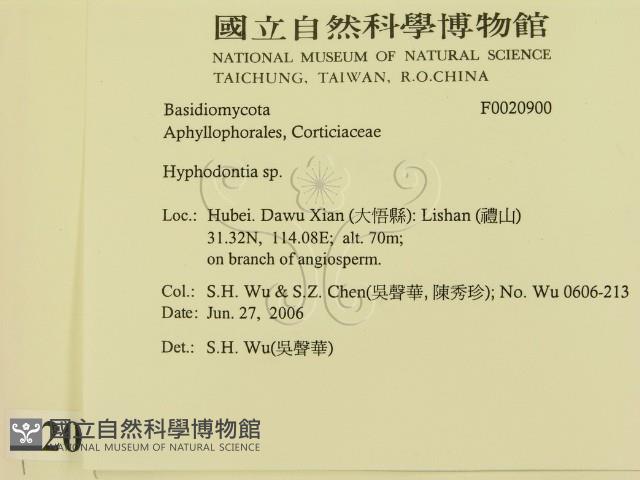 國立自然科學博物館
NATIONAL MUSEUM OF NATURAL SCIENCE
TAICHUNG, TAIWAN, R.O.CHINA
Basidiomycota F0020900
Aphyllophorales, Corticiaceae
Hyphodontia sp.
Loc.: Hubei. Dawu Xian (大悟縣): Lishan (禮山)
31.32N, 114.08E; alt. 70m;
on branch of angiosperm.
Col.: S.H. Wu & S.Z. Chen(吳聲華, 陳秀珍); No. Wu 0606-213
Date: Jun. 27, 2006
Det.: S.H. Wu(吳聲華)
20
國立自然科學博物館
NATIONAL MUSEUM OF NATURAL SCIENCE